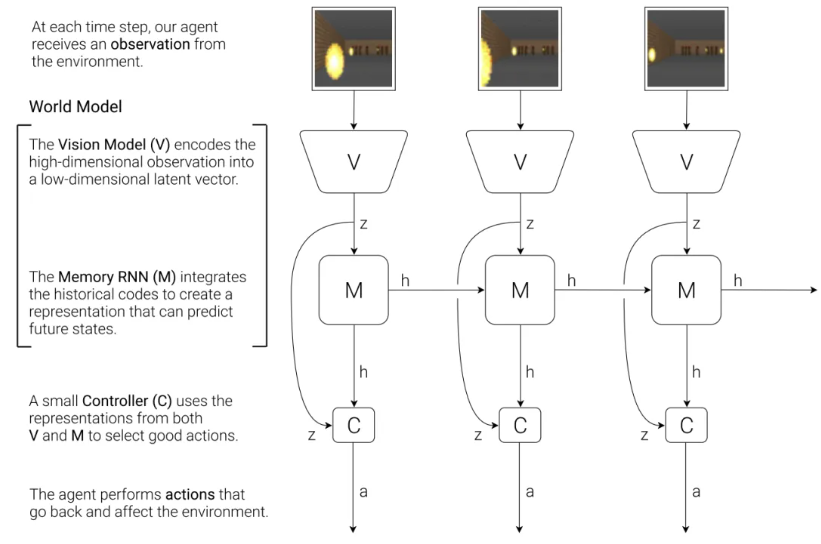 At each time step, our agent
receives an observation from
the environment.
World Model
The Vision Model (V) encodes the
high-dimensional observation into
a low-dimensional latent vector.
V V V
z z z
The Memory RNN (M) integrates
the historical codes to create a
representation that can predict
future states.
M h M h M h
h h h
A small Controller (C) uses the
representations from both
V and M to select good actions.
C C C
z z z
The agent performs actions that
go back and affect the environment.
a a a